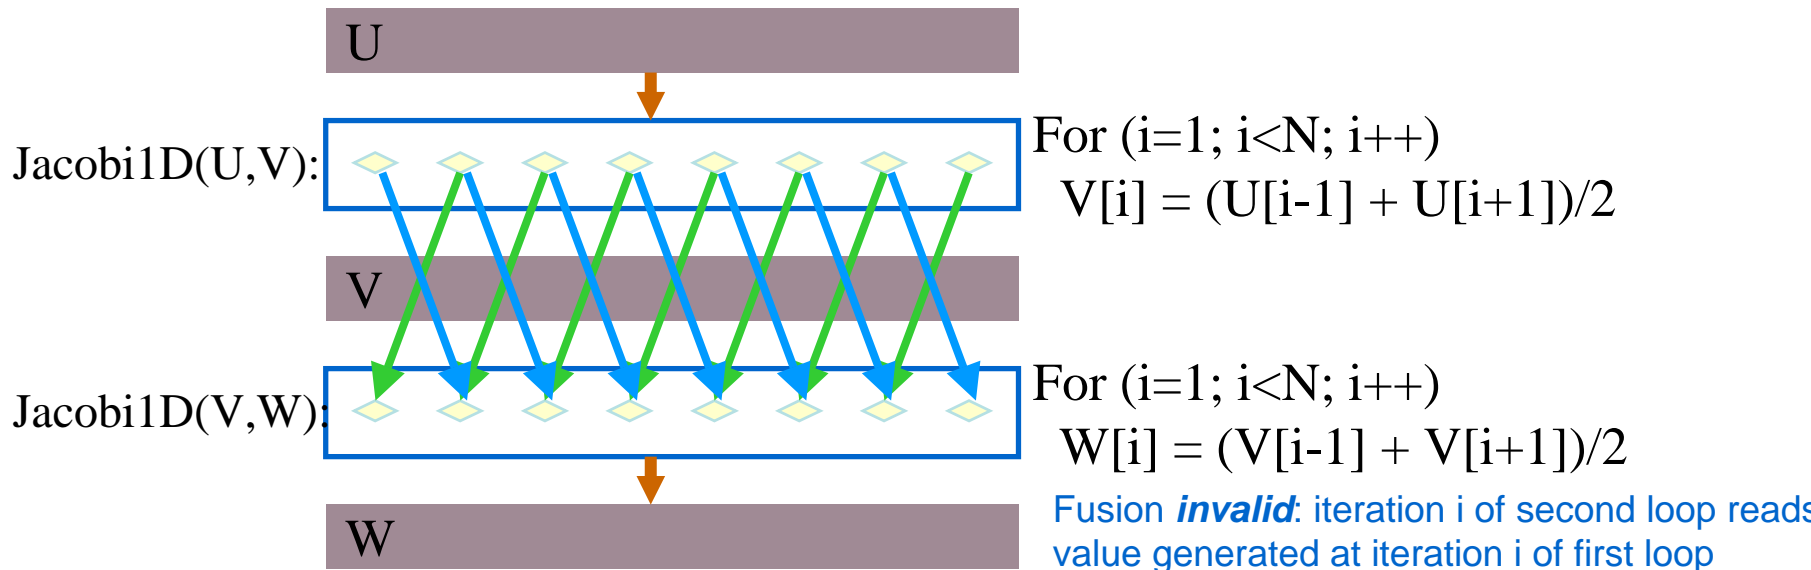 U
Jacobi1D(U,V):
For (i=1; i<N; i++)
V[i] = (U[i-1] + U[i+1])/2
V
Jacobi1D(V,W):
For (i=1; i<N; i++)
W[i] = (V[i-1] + V[i+1])/2
W
Fusion invalid: iteration i of second loop reads
value generated at iteration i of first loop